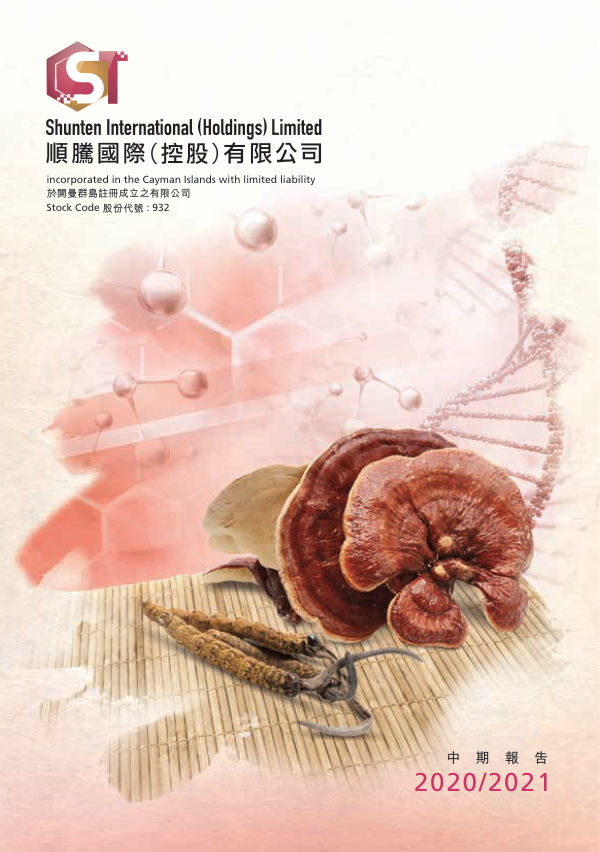 ST
Shunten International (Holdings) Limited
順騰國際(控股)有限公司
incorporated in the Cayman Islands with limited liability
於開曼群島註冊成立之有限公司
Stock Code 股份代號 : 932
中期報告
2020/2021